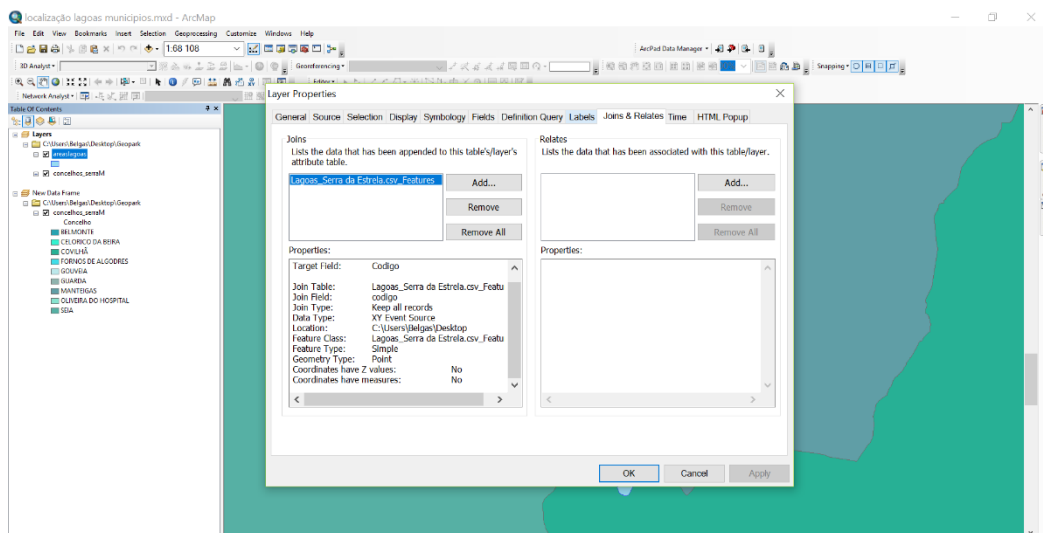 localização lagoas municipios.mxd - ArcMap
File Edit View Bookmarks Insert Selection Geoprocessing Customize Windows Help
1:68 108
ArcPad Data Manager
3D Analyst
Georeferencing
Snapping
Editor
Network Analyst
Table Of Contents
Layers
C:\Users\Belgas\Desktop\Geopark
areaslagoas
concelhos_serraM
New Data Frame
C:\Users\Belgas\Desktop\Geopark
concelhos_serraM
Concelho
BELMONTE
CELORICO DA BEIRA
COVILHÃ
FORNOS DE ALGODRES
GOUVEIA
GUARDA
MANTEIGAS
OLIVEIRA DO HOSPITAL
SEIA
Layer Properties
General Source Selection Display Symbology Fields Definition Query Labels Joins & Relates Time HTML Popup
Joins
Lists the data that has been appended to this table's/layer's
attribute table.
Lagoas_Serra da Estrela.csv_Features
Add...
Remove
Remove All
Properties:
Target Field: Codigo
Join Table: Lagoas_Serra da Estrela.csv_Featu
Join Field: codigo
Join Type: Keep all records
Data Type: XY Event Source
Location: C:\Users\Belgas\Desktop
Feature Class: Lagoas_Serra da Estrela.csv_Featu
Feature Type: Simple
Geometry Type: Point
Coordinates have Z values: No
Coordinates have measures: No
Relates
Lists the data that has been associated with this table/layer.
Add...
Remove
Remove All
Properties:
OK Cancel Apply